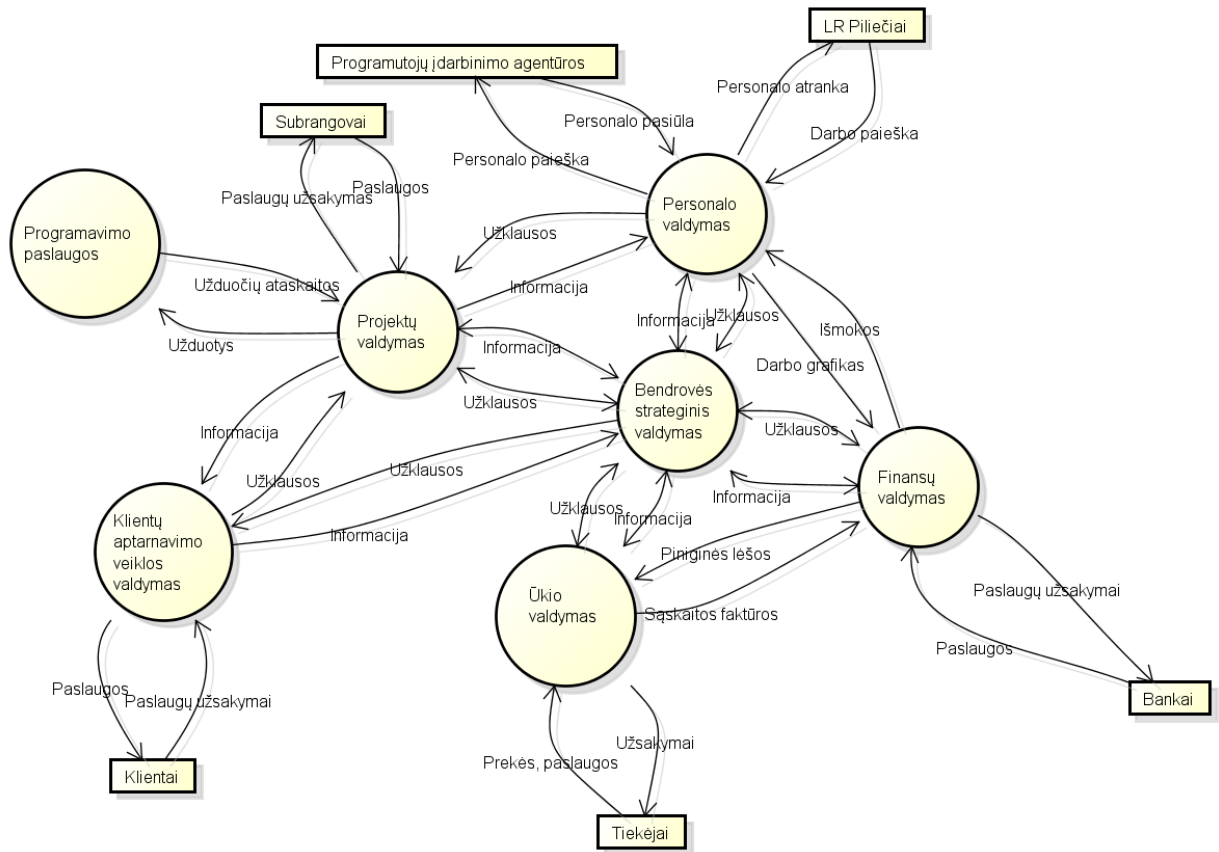 LR Piliečiai
Programutojų įdarbinimo agentūros
Personalo atranka
Subrangovai
Personalo pasiūla
Darbo paieška
Personalo paieška
Paslaugų užsakymas
Paslaugos
Personalo
valdymas
Programavimo
paslaugos
Užklausos
Užduočių ataskaitos
Informacija
Projektų
valdymas
Informacija
Užklausos
Išmokos
Užduotys
Informacija
Darbo grafikas
Bendrovės
strateginis
valdymas
Užklausos
Užklausos
Informacija
Užklausos
Užklausos
Finansų
valdymas
Informacija
Užklausos
Informacija
Klientų
aptarnavimo
veiklos
valdymas
Informacija
Piniginės lėšos
Ūkio
valdymas
Sąskaitos faktūros
Paslaugų užsakymai
Paslaugos
Paslaugos
Paslaugų užsakymai
Bankai
Užsakymai
Prekės, paslaugos
Klientai
Tiekėjai